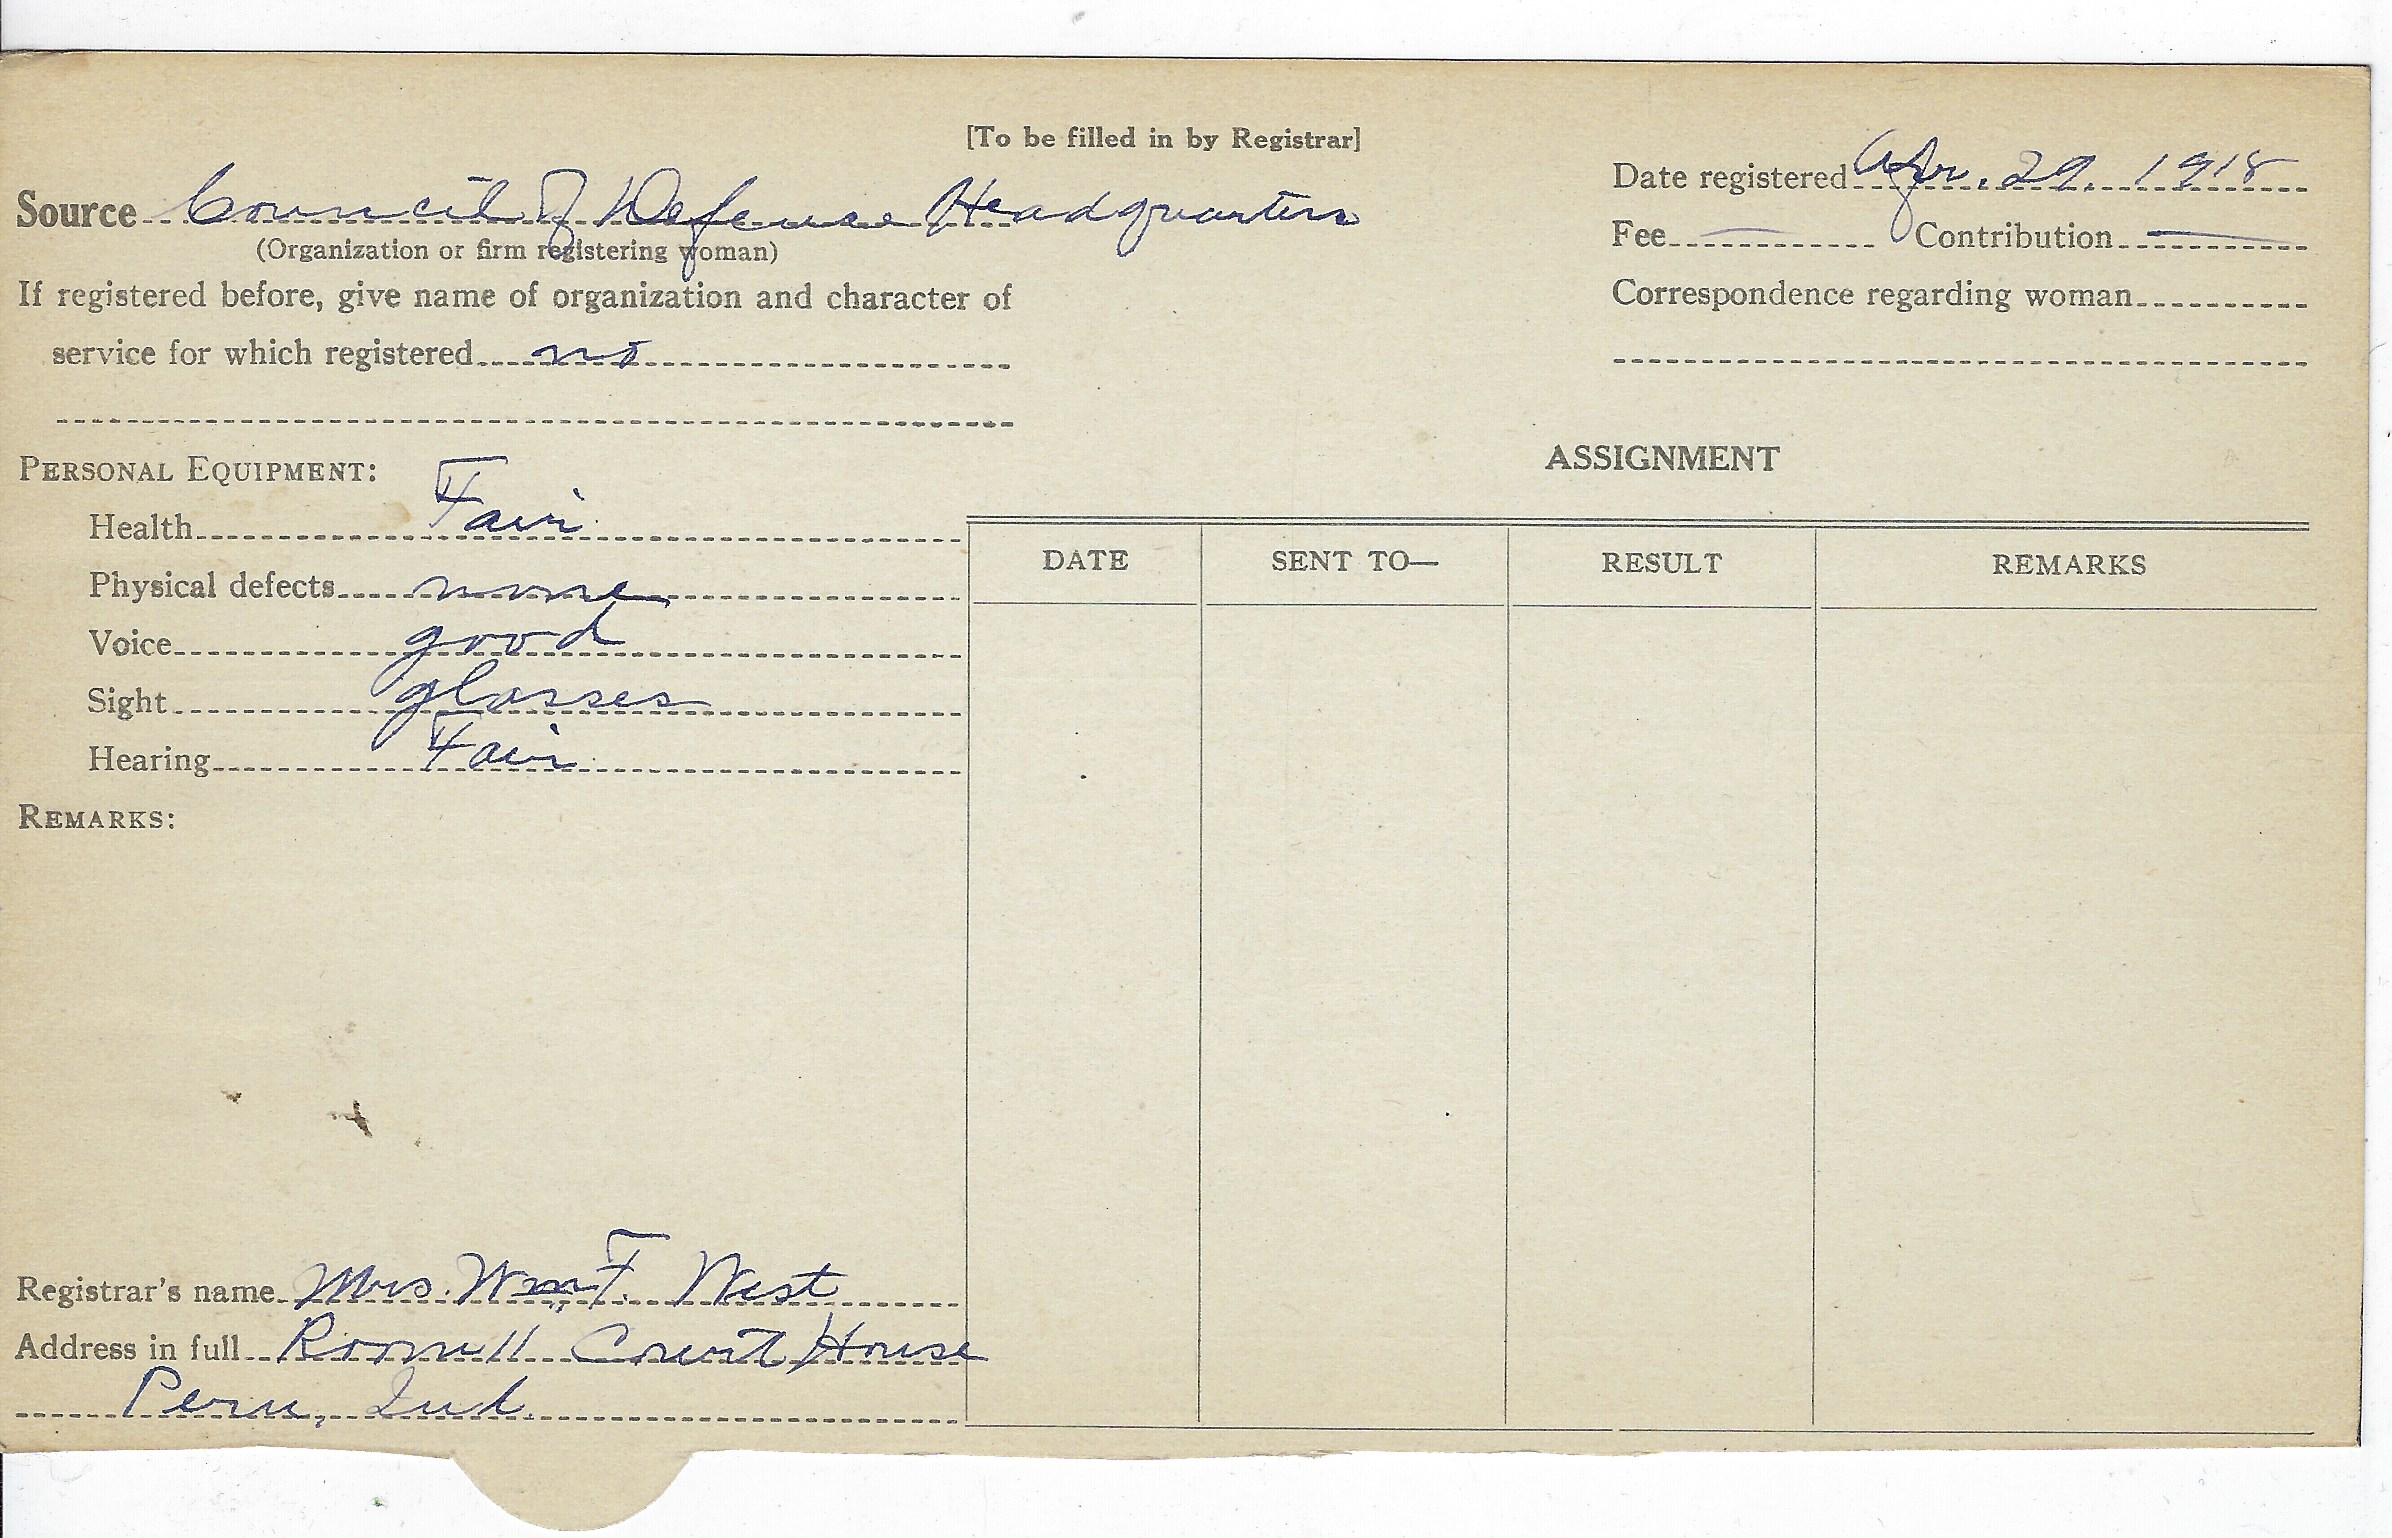 [To be filled in by Registrar]
Source Council of Defense Headquarters
(Organization or firm registering woman)
If registered before, give name of organization and character of
service for which registered no
Date registered Apr. 29. 1918
Fee — Contribution —
Correspondence regarding woman
PERSONAL EQUIPMENT:
Health Fair
Physical defects none
Voice good
Sight glasses
Hearing Fair
REMARKS:
Registrar's name Mrs. Wm F. West
Address in full Room 11 Court House
Peru, Ind.
ASSIGNMENT
DATE SENT TO— RESULT REMARKS